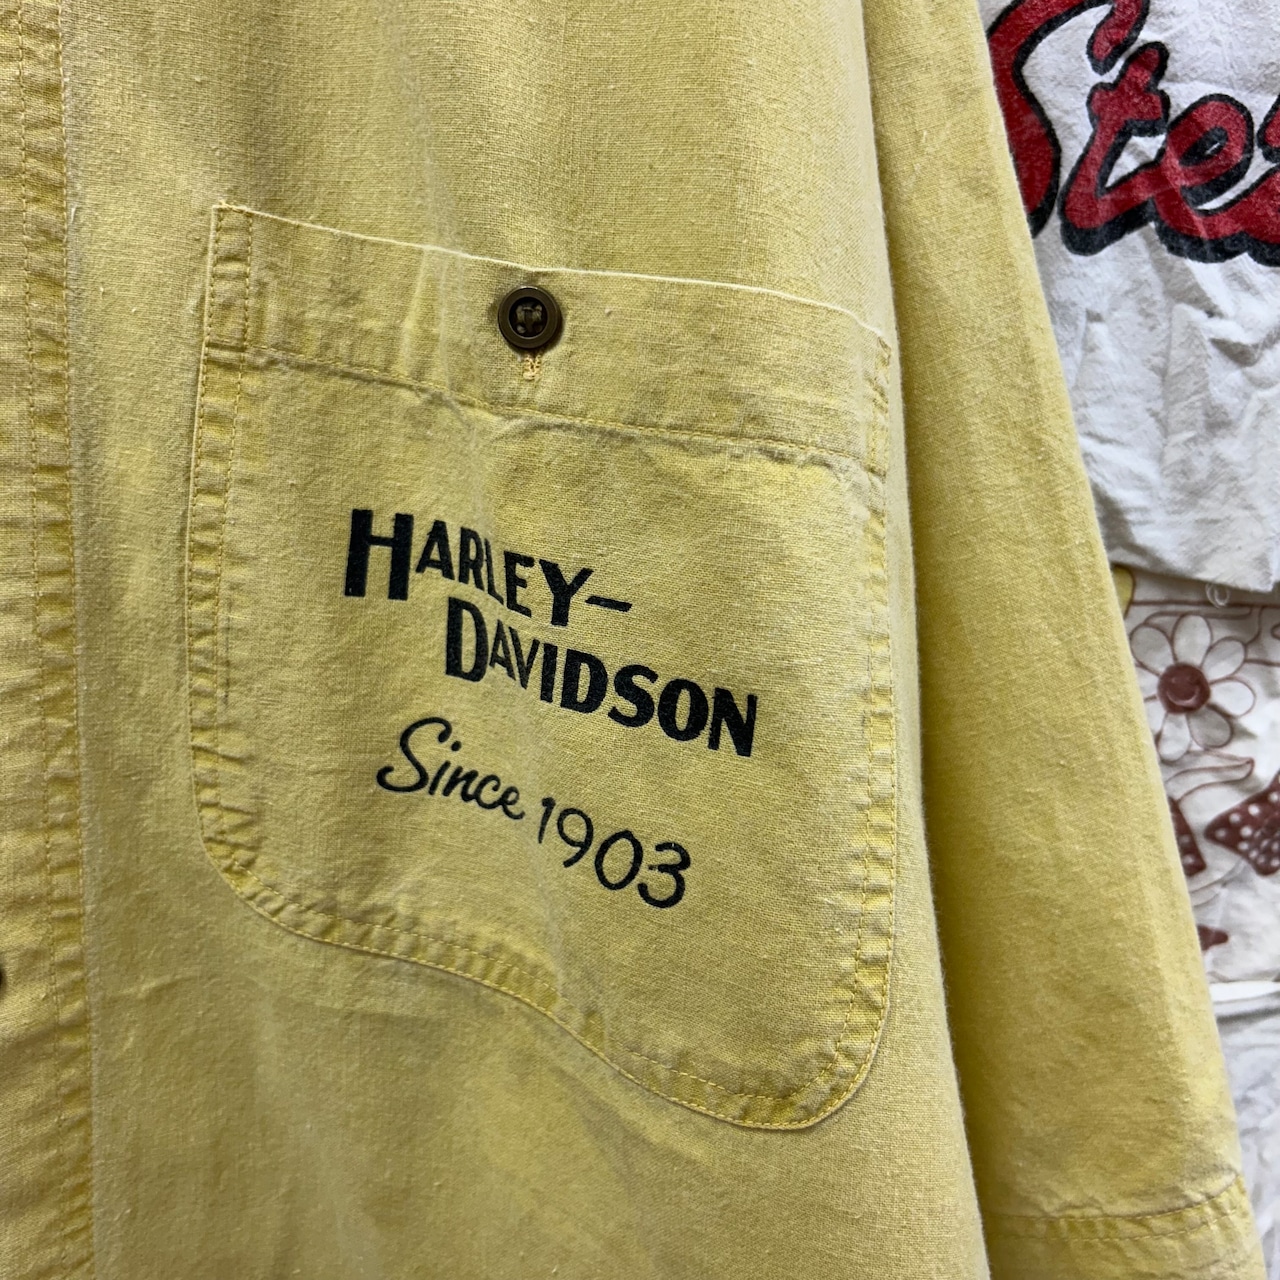 HARLEY-
DAVIDSON
Since 1903